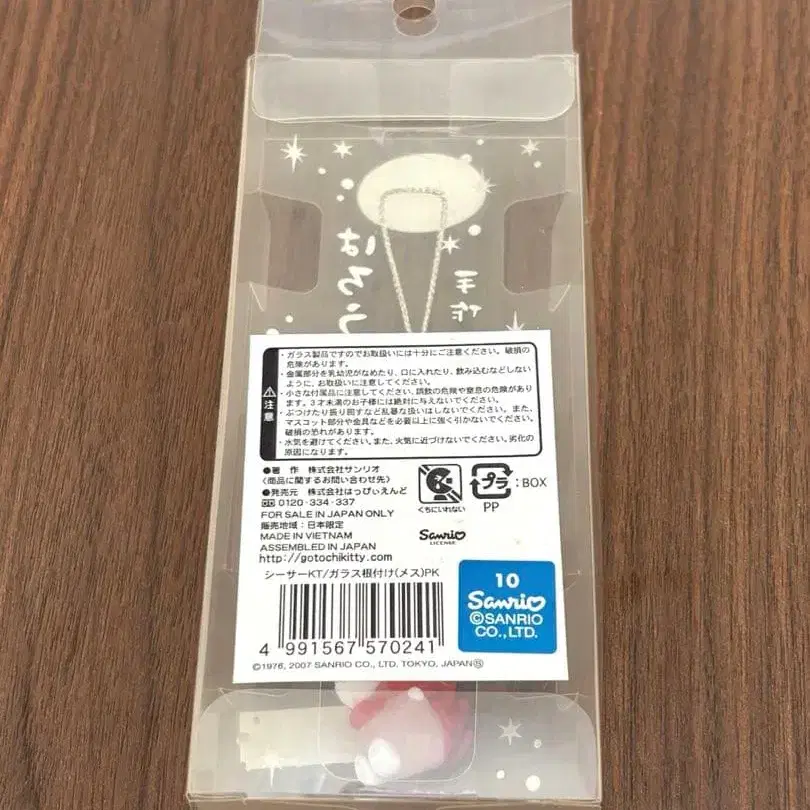 はろう
手作
注意
・ガラス製品ですのでお取扱いには十分にご注意ください。破損の
危険があります。
・金属部分を乳幼児がなめたり、口に入れたり、飲み込むなどしない
ように、お取扱いに注意してください。
・小さな付属品に注意してください、誤飲の危険や窒息の危険があり
ます。3才未満のお子様には絶対に与えないでください。
・ぶつけたり振り回すなど乱暴な扱いはしないでください。また、
マスコット部分や金具などを必要以上に強く引かないでください。
破損の恐れがあります。
・水気を避けてください。また、火気に近づけないでください。劣化の
原因になります。
●著 作 株式会社サンリオ
〈商品に関するお問い合わせ先〉
●発売元 株式会社はっぴぃえんど
0120-334-337
FOR SALE IN JAPAN ONLY
販売地域:日本限定
MADE IN VIETNAM
ASSEMBLED IN JAPAN
http://gotochikitty.com
くちにいれない
プラ :BOX
PP
Sanrio
LICENSE
シーサーKT/ガラス根付け(メス)PK
4 991567 570241
10
Sanrio
©SANRIO
CO., LTD.
©1976, 2007 SANRIO CO., LTD. TOKYO, JAPAN Ⓢ